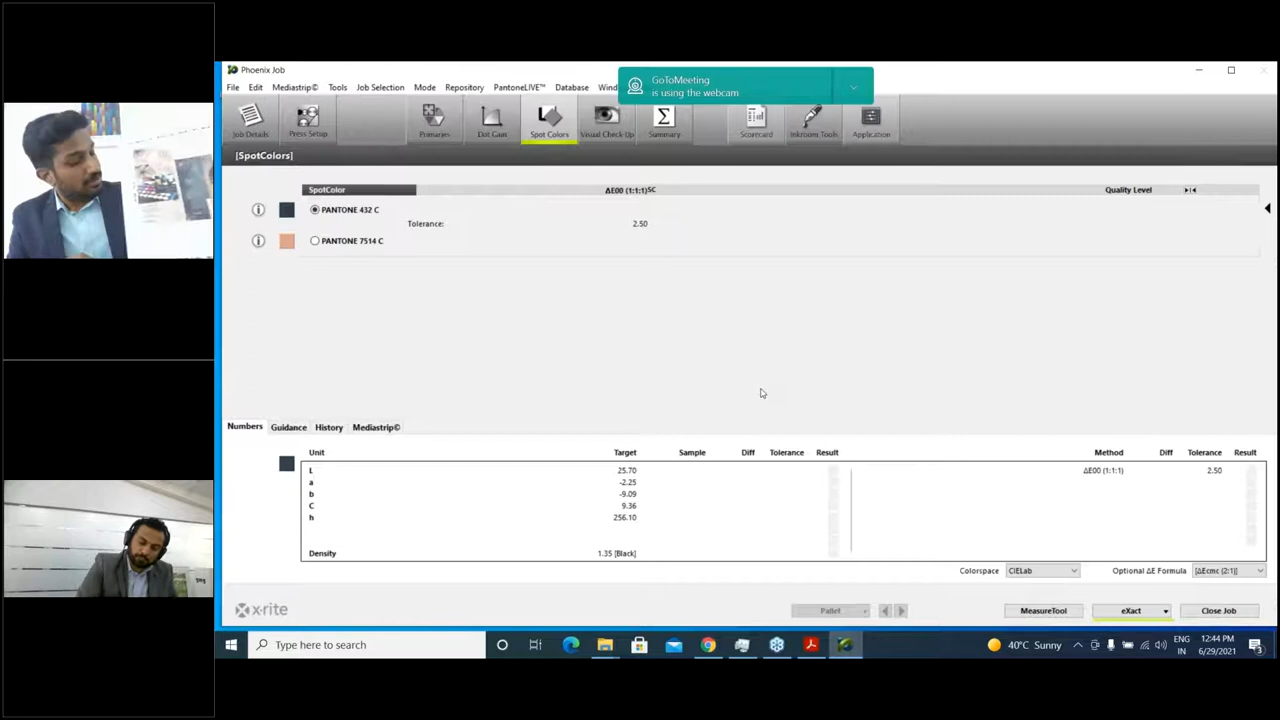 Phoenix Job
GoToMeeting
is using the webcam
File Edit Mediastrip© Tools Job Selection Mode Repository PantoneLIVE™ Database
Job Details Press Setup Primaries Dot Gain Spot Colors Visual Check-Up Summary Scorecard Inkroom Tools Application
[SpotColors]
SpotColor ΔE00 (1:1:1)SC Quality Level
PANTONE 432 C
Tolerance: 2.50
PANTONE 7514 C
Numbers Guidance History Mediastrip©
Unit Target Sample Diff Tolerance Result Method Diff Tolerance Result
L 25.70 ΔE00 (1:1:1) 2.50
a -2.25
b -9.09
C 9.36
h 256.10
Density 1.35 [Black]
Colorspace CIELab Optional ΔE Formula [ΔEcmc (2:1)]
x·rite Pallet MeasureTool eXact Close Job
Type here to search 40°C Sunny ENG 12:44 PM
IN 6/29/2021 3